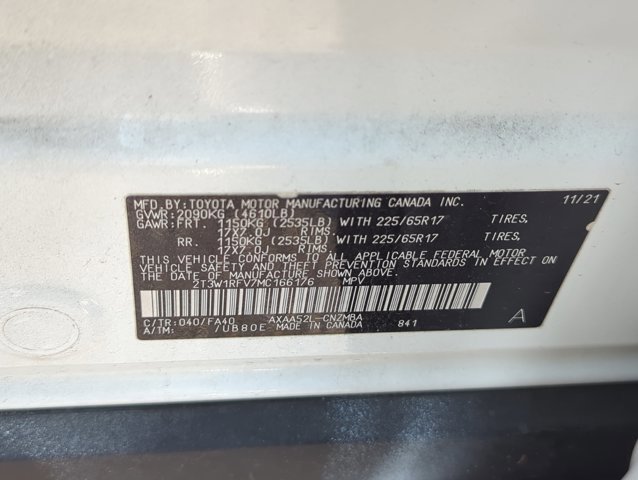 MFD.BY:TOYOTA MOTOR MANUFACTURING CANADA INC. 11/21
GVWR:2090KG (4610LB)
GAWR:FRT. 1150KG (2535LB) WITH 225/65R17 TIRES.
17X7.0J RIMS.
RR. 1150KG (2535LB) WITH 225/65R17 TIRES.
17X7.0J RIMS.
THIS VEHICLE CONFORMS TO ALL APPLICABLE FEDERAL MOTOR
VEHICLE SAFETY AND THEFT PREVENTION STANDARDS IN EFFECT
ON THE DATE OF MANUFACTURE SHOWN ABOVE.
2T3W1RFV7MC166176 MPV
C/TR:040/FA40 AXAA52L-CNZMBA
A/TM: /UB80E MADE IN CANADA 841 A